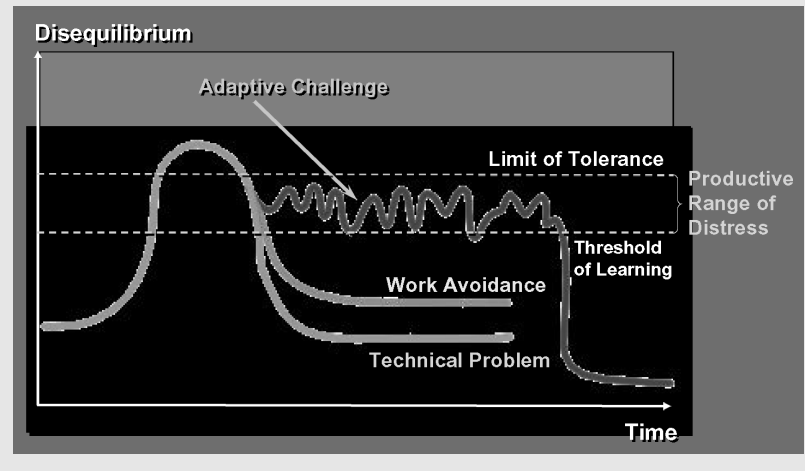 Disequilibrium
Adaptive Challenge
Limit of Tolerance
Productive
Range of
Distress
Threshold
of Learning
Work Avoidance
Technical Problem
Time